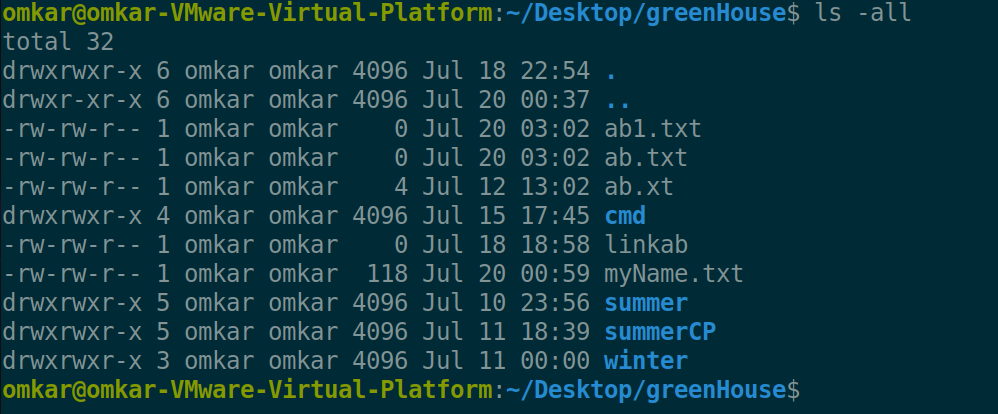 omkar@omkar-VMware-Virtual-Platform:~/Desktop/greenHouse$ ls -all
total 32
drwxrwxr-x 6 omkar omkar 4096 Jul 18 22:54 .
drwxr-xr-x 6 omkar omkar 4096 Jul 20 00:37 ..
-rw-rw-r-- 1 omkar omkar    0 Jul 20 03:02 ab1.txt
-rw-rw-r-- 1 omkar omkar    0 Jul 20 03:02 ab.txt
-rw-rw-r-- 1 omkar omkar    4 Jul 12 13:02 ab.xt
drwxrwxr-x 4 omkar omkar 4096 Jul 15 17:45 cmd
-rw-rw-r-- 1 omkar omkar    0 Jul 18 18:58 linkab
-rw-rw-r-- 1 omkar omkar  118 Jul 20 00:59 myName.txt
drwxrwxr-x 5 omkar omkar 4096 Jul 10 23:56 summer
drwxrwxr-x 5 omkar omkar 4096 Jul 11 18:39 summerCP
drwxrwxr-x 3 omkar omkar 4096 Jul 11 00:00 winter
omkar@omkar-VMware-Virtual-Platform:~/Desktop/greenHouse$